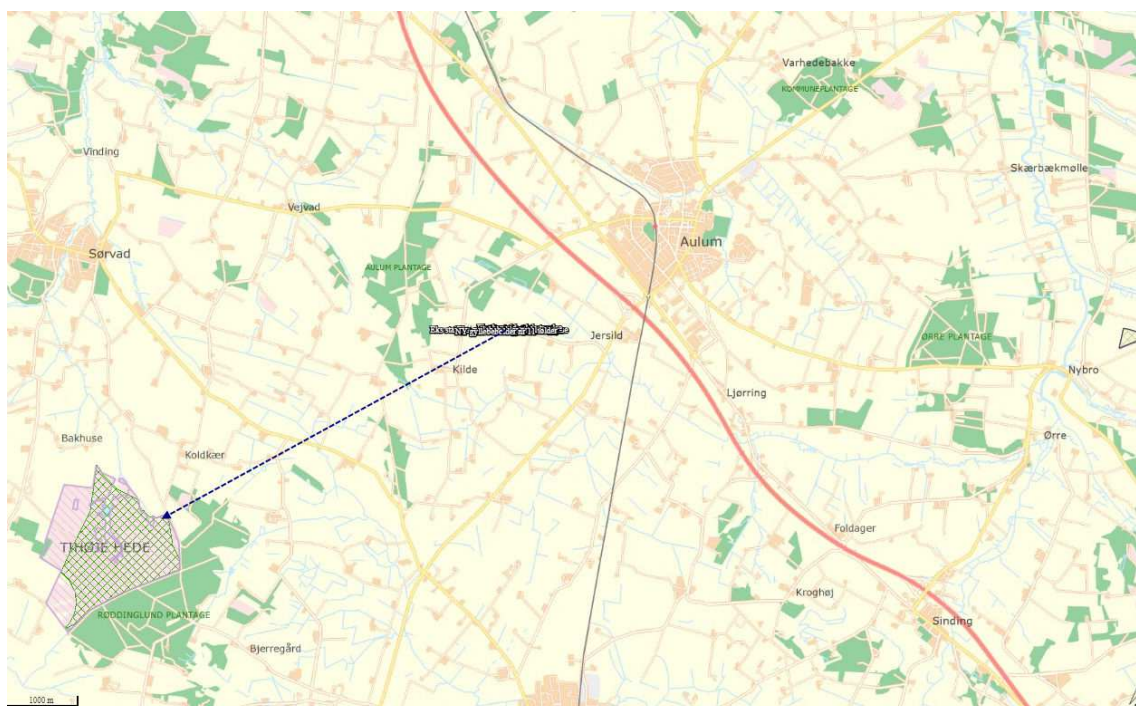 Varhedebakke
KOMMUNEPLANTAGE
Vinding
Skærbækmølle
Vejvad
Aulum
Sørvad
AULUM PLANTAGE
Jersild
ØRRE PLANTAGE
Kilde
Nybro
Ljørring
Bakhuse
Ørre
Koldkær
Foldager
TIHØJE HEDE
Kroghøj
RØDDINGLUND PLANTAGE
Sinding
Bjerregård
1000 m